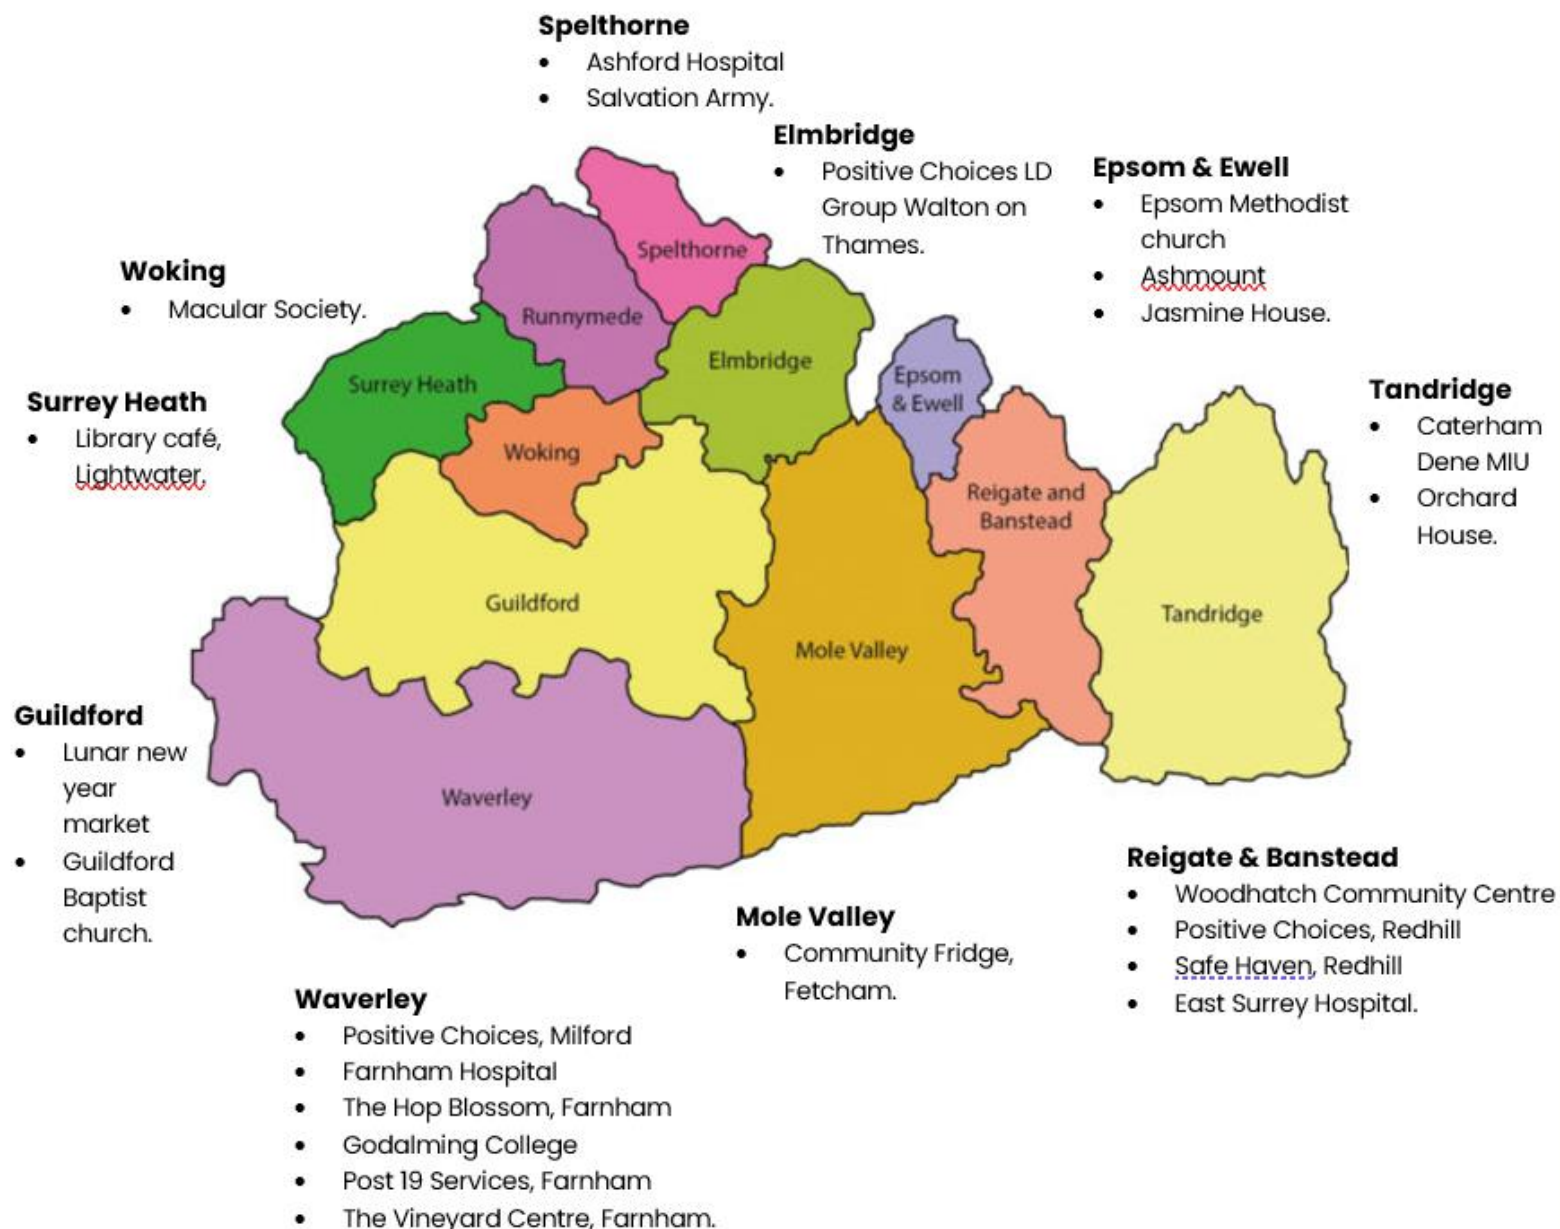 Spelthorne
• Ashford Hospital
• Salvation Army.
Elmbridge
• Positive Choices LD
Group Walton on
Thames.
Epsom & Ewell
• Epsom Methodist
church
• Ashmount
• Jasmine House.
Woking
• Macular Society.
Surrey Heath
• Library café,
Lightwater.
Tandridge
• Caterham
Dene MIU
• Orchard
House.
Spelthorne
Runnymede
Elmbridge
Surrey Heath
Epsom
& Ewell
Woking
Reigate and
Banstead
Guildford
Tandridge
Mole Valley
Waverley
Guildford
• Lunar new
year
market
• Guildford
Baptist
church.
Reigate & Banstead
• Woodhatch Community Centre
• Positive Choices, Redhill
• Safe Haven, Redhill
• East Surrey Hospital.
Mole Valley
• Community Fridge,
Fetcham.
Waverley
• Positive Choices, Milford
• Farnham Hospital
• The Hop Blossom, Farnham
• Godalming College
• Post 19 Services, Farnham
• The Vineyard Centre, Farnham.